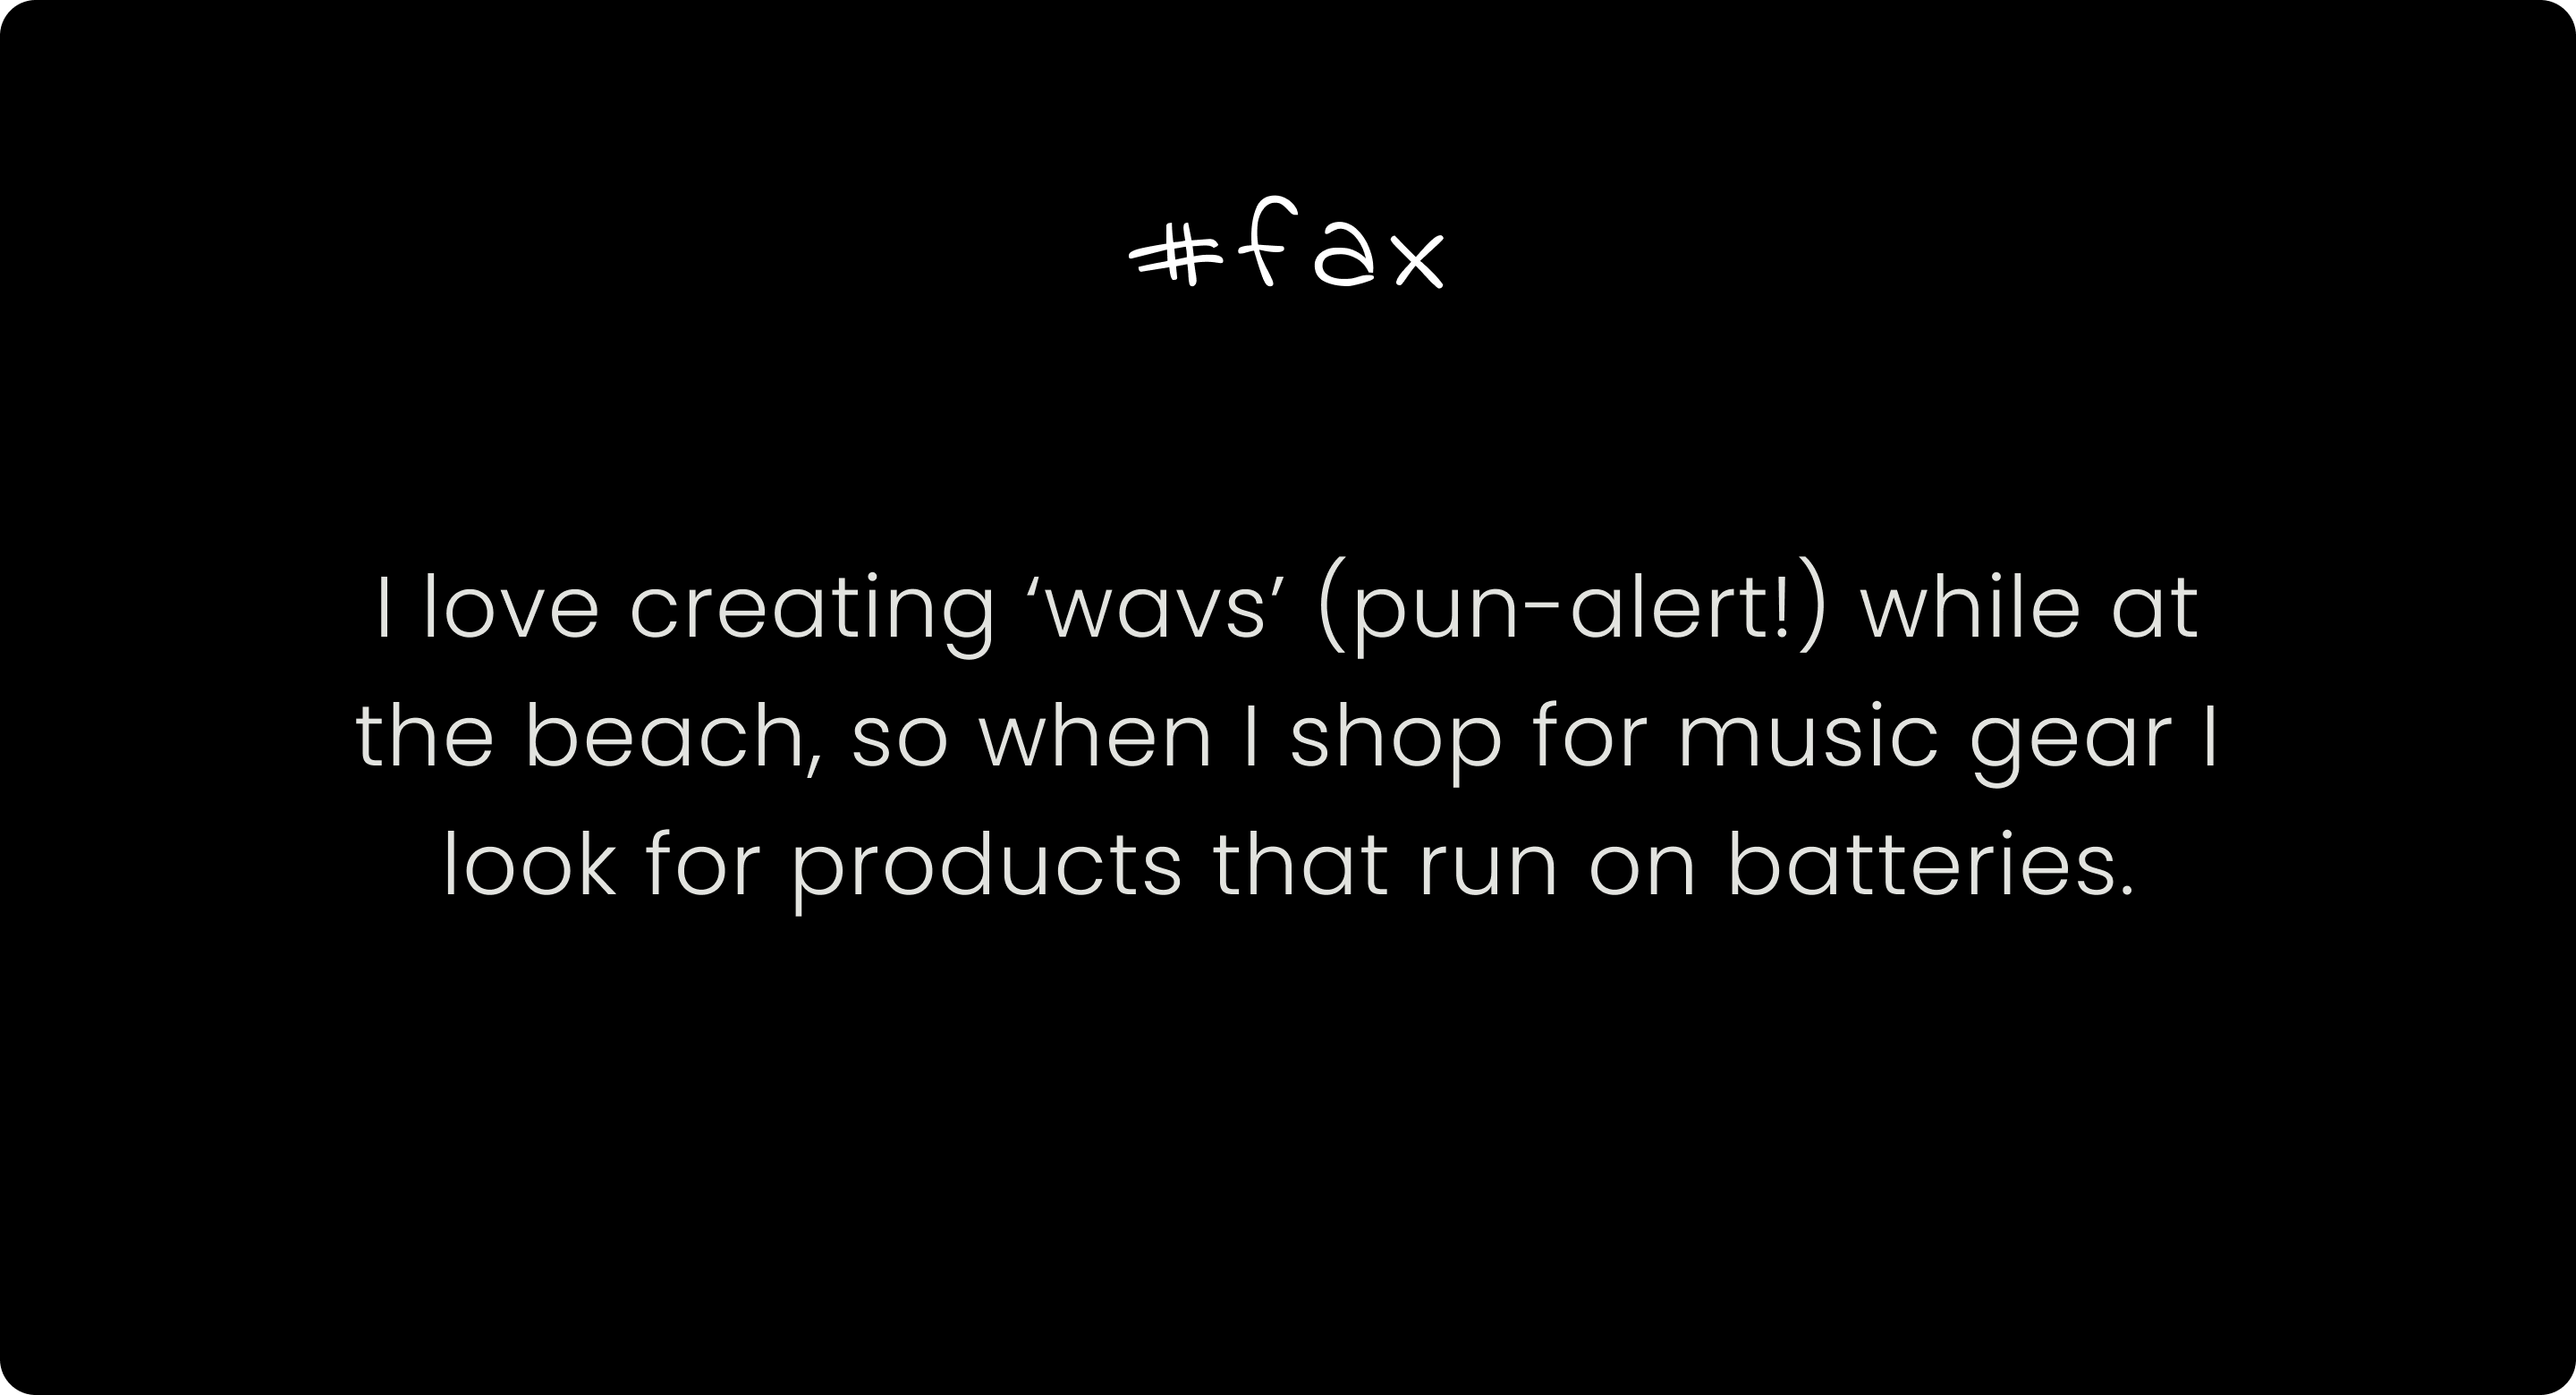 #fax
I love creating ‘wavs’ (pun-alert!) while at
the beach, so when I shop for music gear I
look for products that run on batteries.